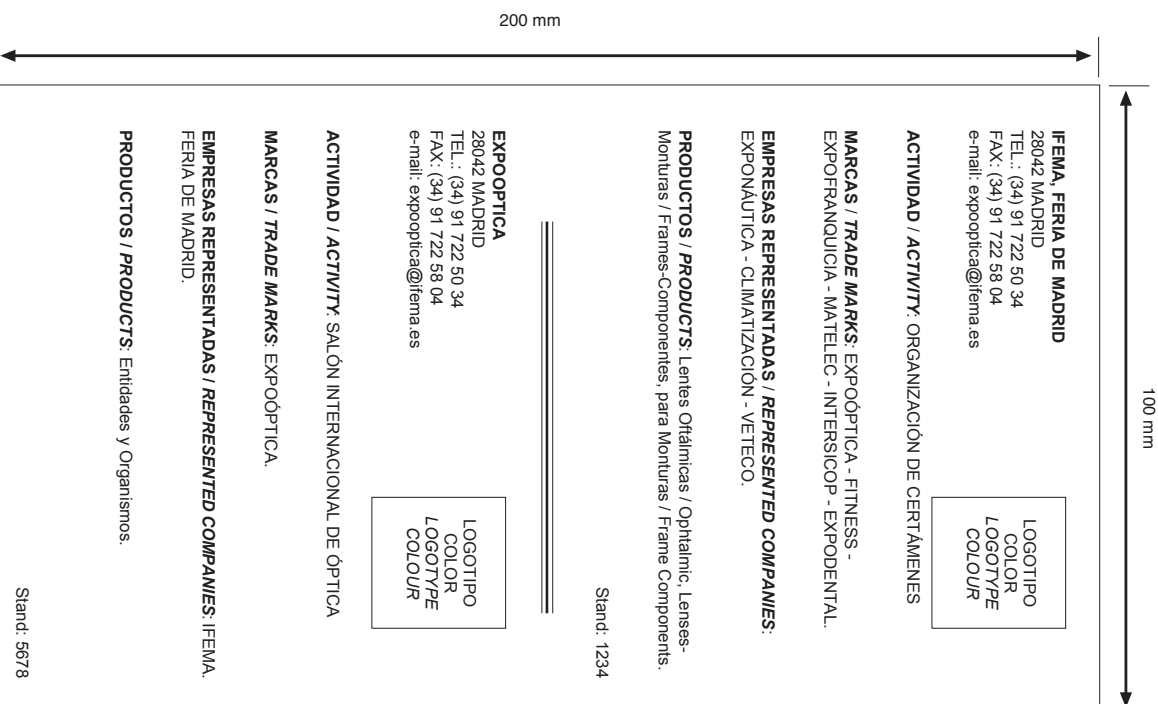 200 mm
100 mm
IFEMA, FERIA DE MADRID
28042 MADRID
TEL.: (34) 91 722 50 34
FAX: (34) 91 722 58 04
e-mail: expooptica@ifema.es
LOGOTIPO
COLOR
LOGOTYPE
COLOUR
ACTIVIDAD / ACTIVITY: ORGANIZACIÓN DE CERTÁMENES
MARCAS / TRADE MARKS: EXPOÓPTICA - FITNESS -
EXPOFRANQUICIA - MATELEC - INTERSICOP - EXPODENTAL.
EMPRESAS REPRESENTADAS / REPRESENTED COMPANIES:
EXPONÁUTICA - CLIMATIZACIÓN - VETECO.
PRODUCTOS / PRODUCTS: Lentes Oftálmicas / Ophtalmic, Lenses-
Monturas / Frames-Componentes, para Monturas / Frame Components.
Stand: 1234
EXPOOPTICA
28042 MADRID
TEL.: (34) 91 722 50 34
FAX: (34) 91 722 58 04
e-mail: expooptica@ifema.es
LOGOTIPO
COLOR
LOGOTYPE
COLOUR
ACTIVIDAD / ACTIVITY: SALÓN INTERNACIONAL DE ÓPTICA
MARCAS / TRADE MARKS: EXPOÓPTICA.
EMPRESAS REPRESENTADAS / REPRESENTED COMPANIES: IFEMA.
FERIA DE MADRID.
PRODUCTOS / PRODUCTS: Entidades y Organismos.
Stand: 5678